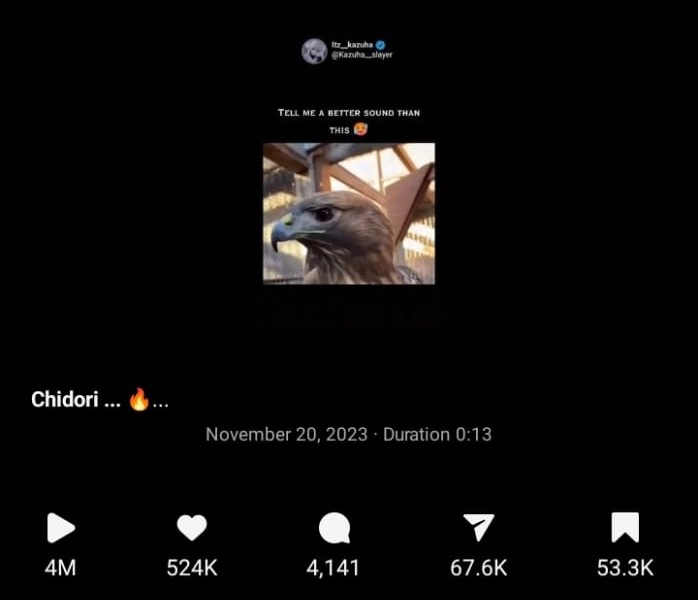 Itz__kazuha
@Kazuha__slayer
Tell me a better sound than
this 🥵
Chidori ... 🔥...
November 20, 2023 · Duration 0:13
4M 524K 4,141 67.6K 53.3K